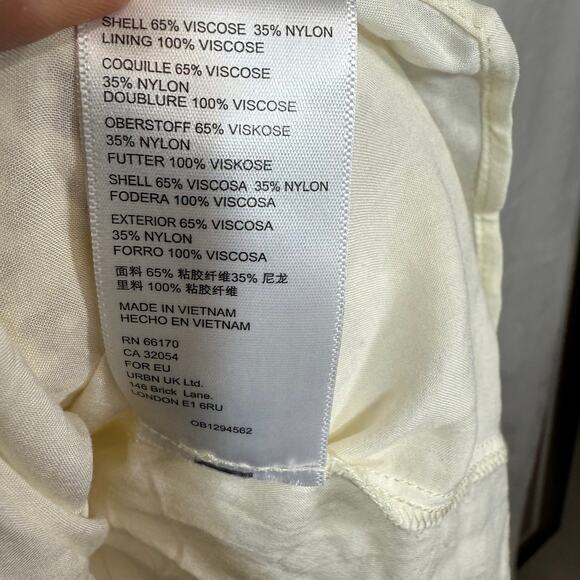 SHELL 65% VISCOSE 35% NYLON
LINING 100% VISCOSE
COQUILLE 65% VISCOSE
35% NYLON
DOUBLURE 100% VISCOSE
OBERSTOFF 65% VISKOSE
35% NYLON
FUTTER 100% VISKOSE
SHELL 65% VISCOSA 35% NYLON
FODERA 100% VISCOSA
EXTERIOR 65% VISCOSA
35% NYLON
FORRO 100% VISCOSA
面料 65% 粘胶纤维35% 尼龙
里料 100% 粘胶纤维
MADE IN VIETNAM
HECHO EN VIETNAM
RN 66170
CA 32054
FOR EU
URBN UK Ltd.
146 Brick Lane.
LONDON E1 6RU
OB1294562